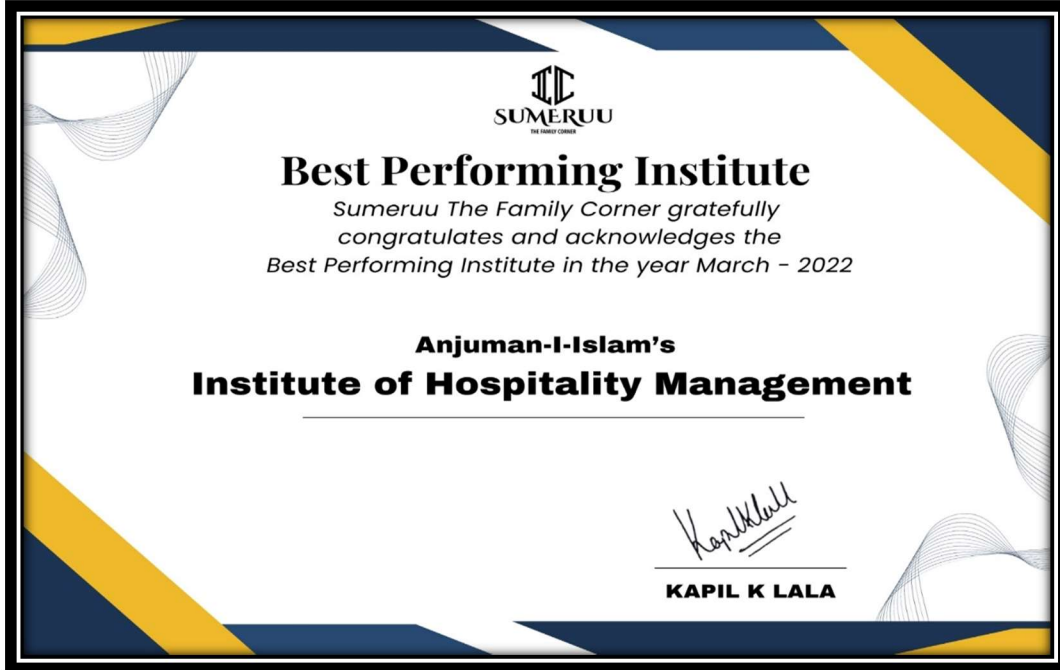 SUMERUU
THE FAMILY CORNER
Best Performing Institute
Sumeruu The Family Corner gratefully
congratulates and acknowledges the
Best Performing Institute in the year March - 2022
Anjuman-I-Islam's
Institute of Hospitality Management
KAPIL K LALA